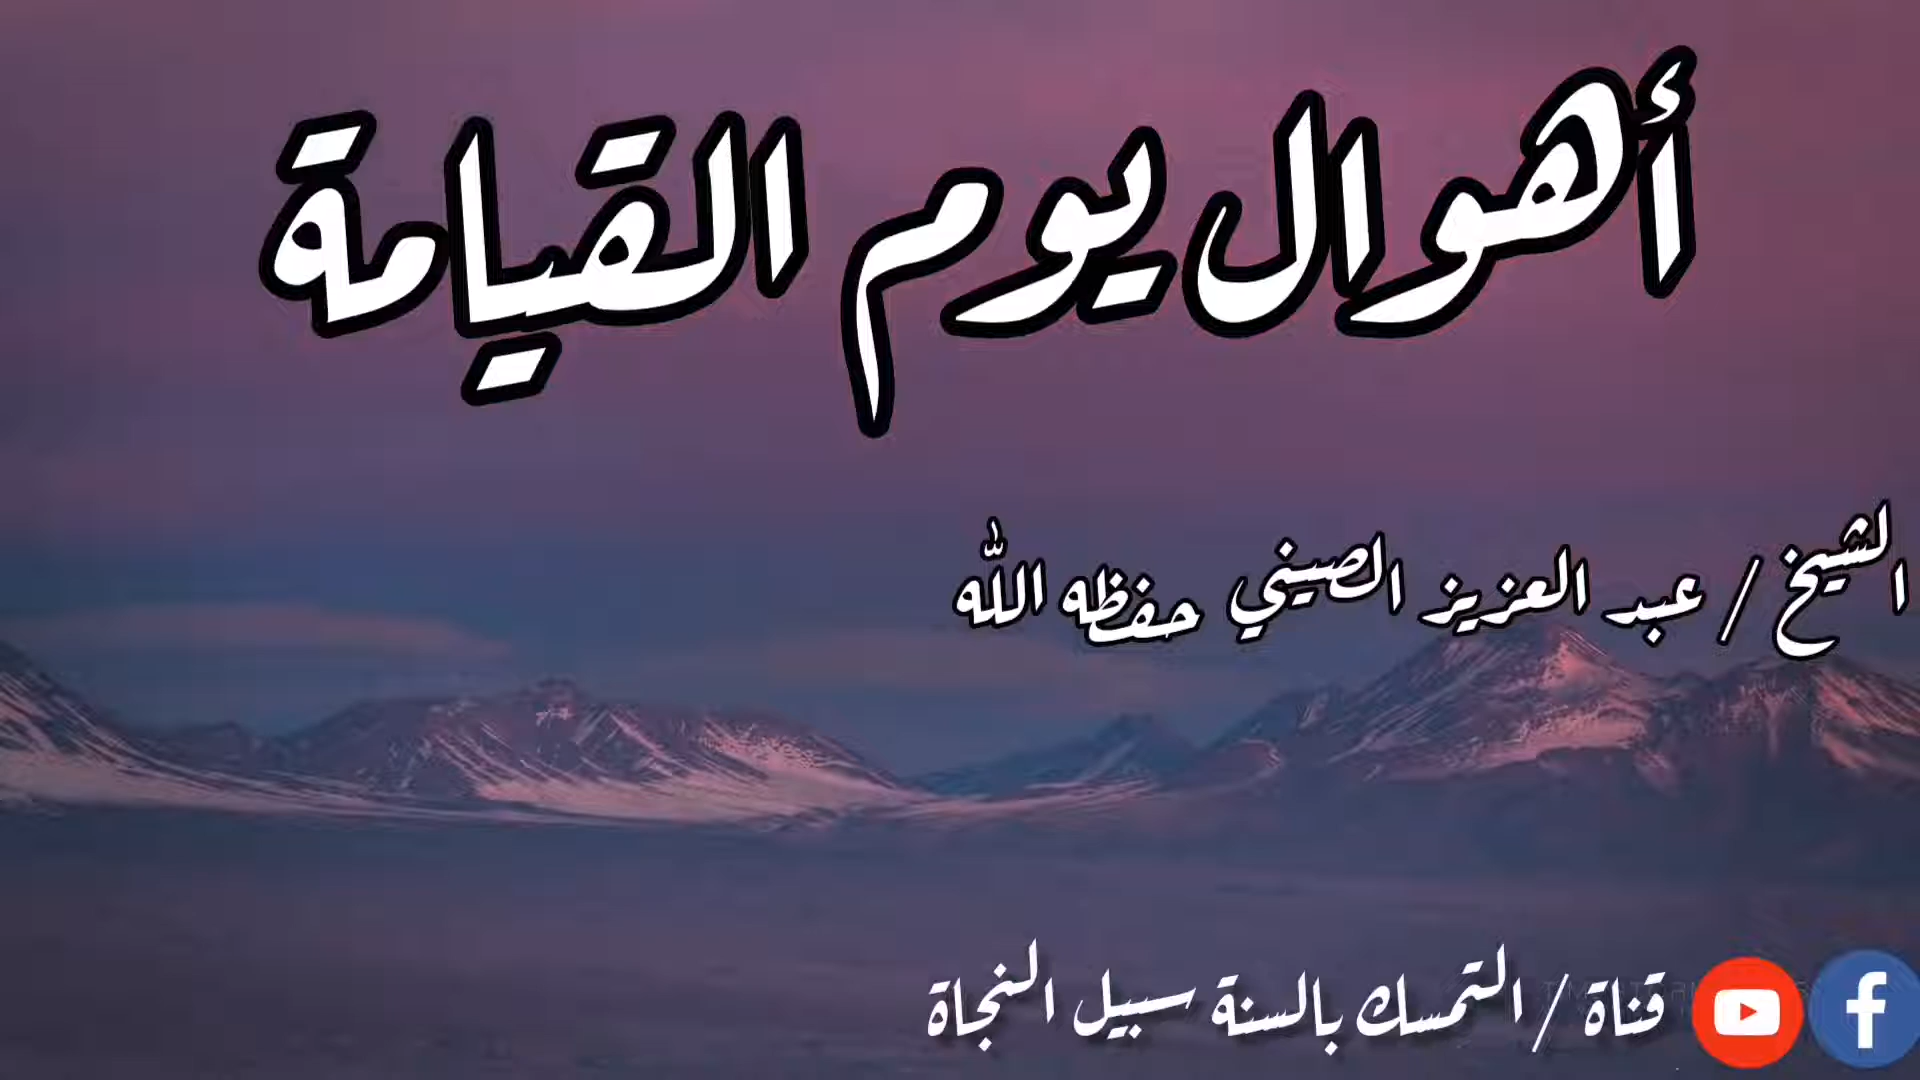 أهوال يوم القيامة
الشيخ / عبد العزيز الصيني حفظه الله
قناة / التمسك بالسنة سبيل النجاة